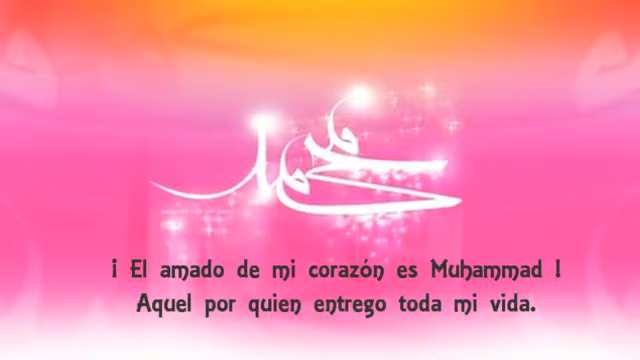 محمد
¡ El amado de mi corazón es Muhammad !
Aquel por quien entrego toda mi vida.